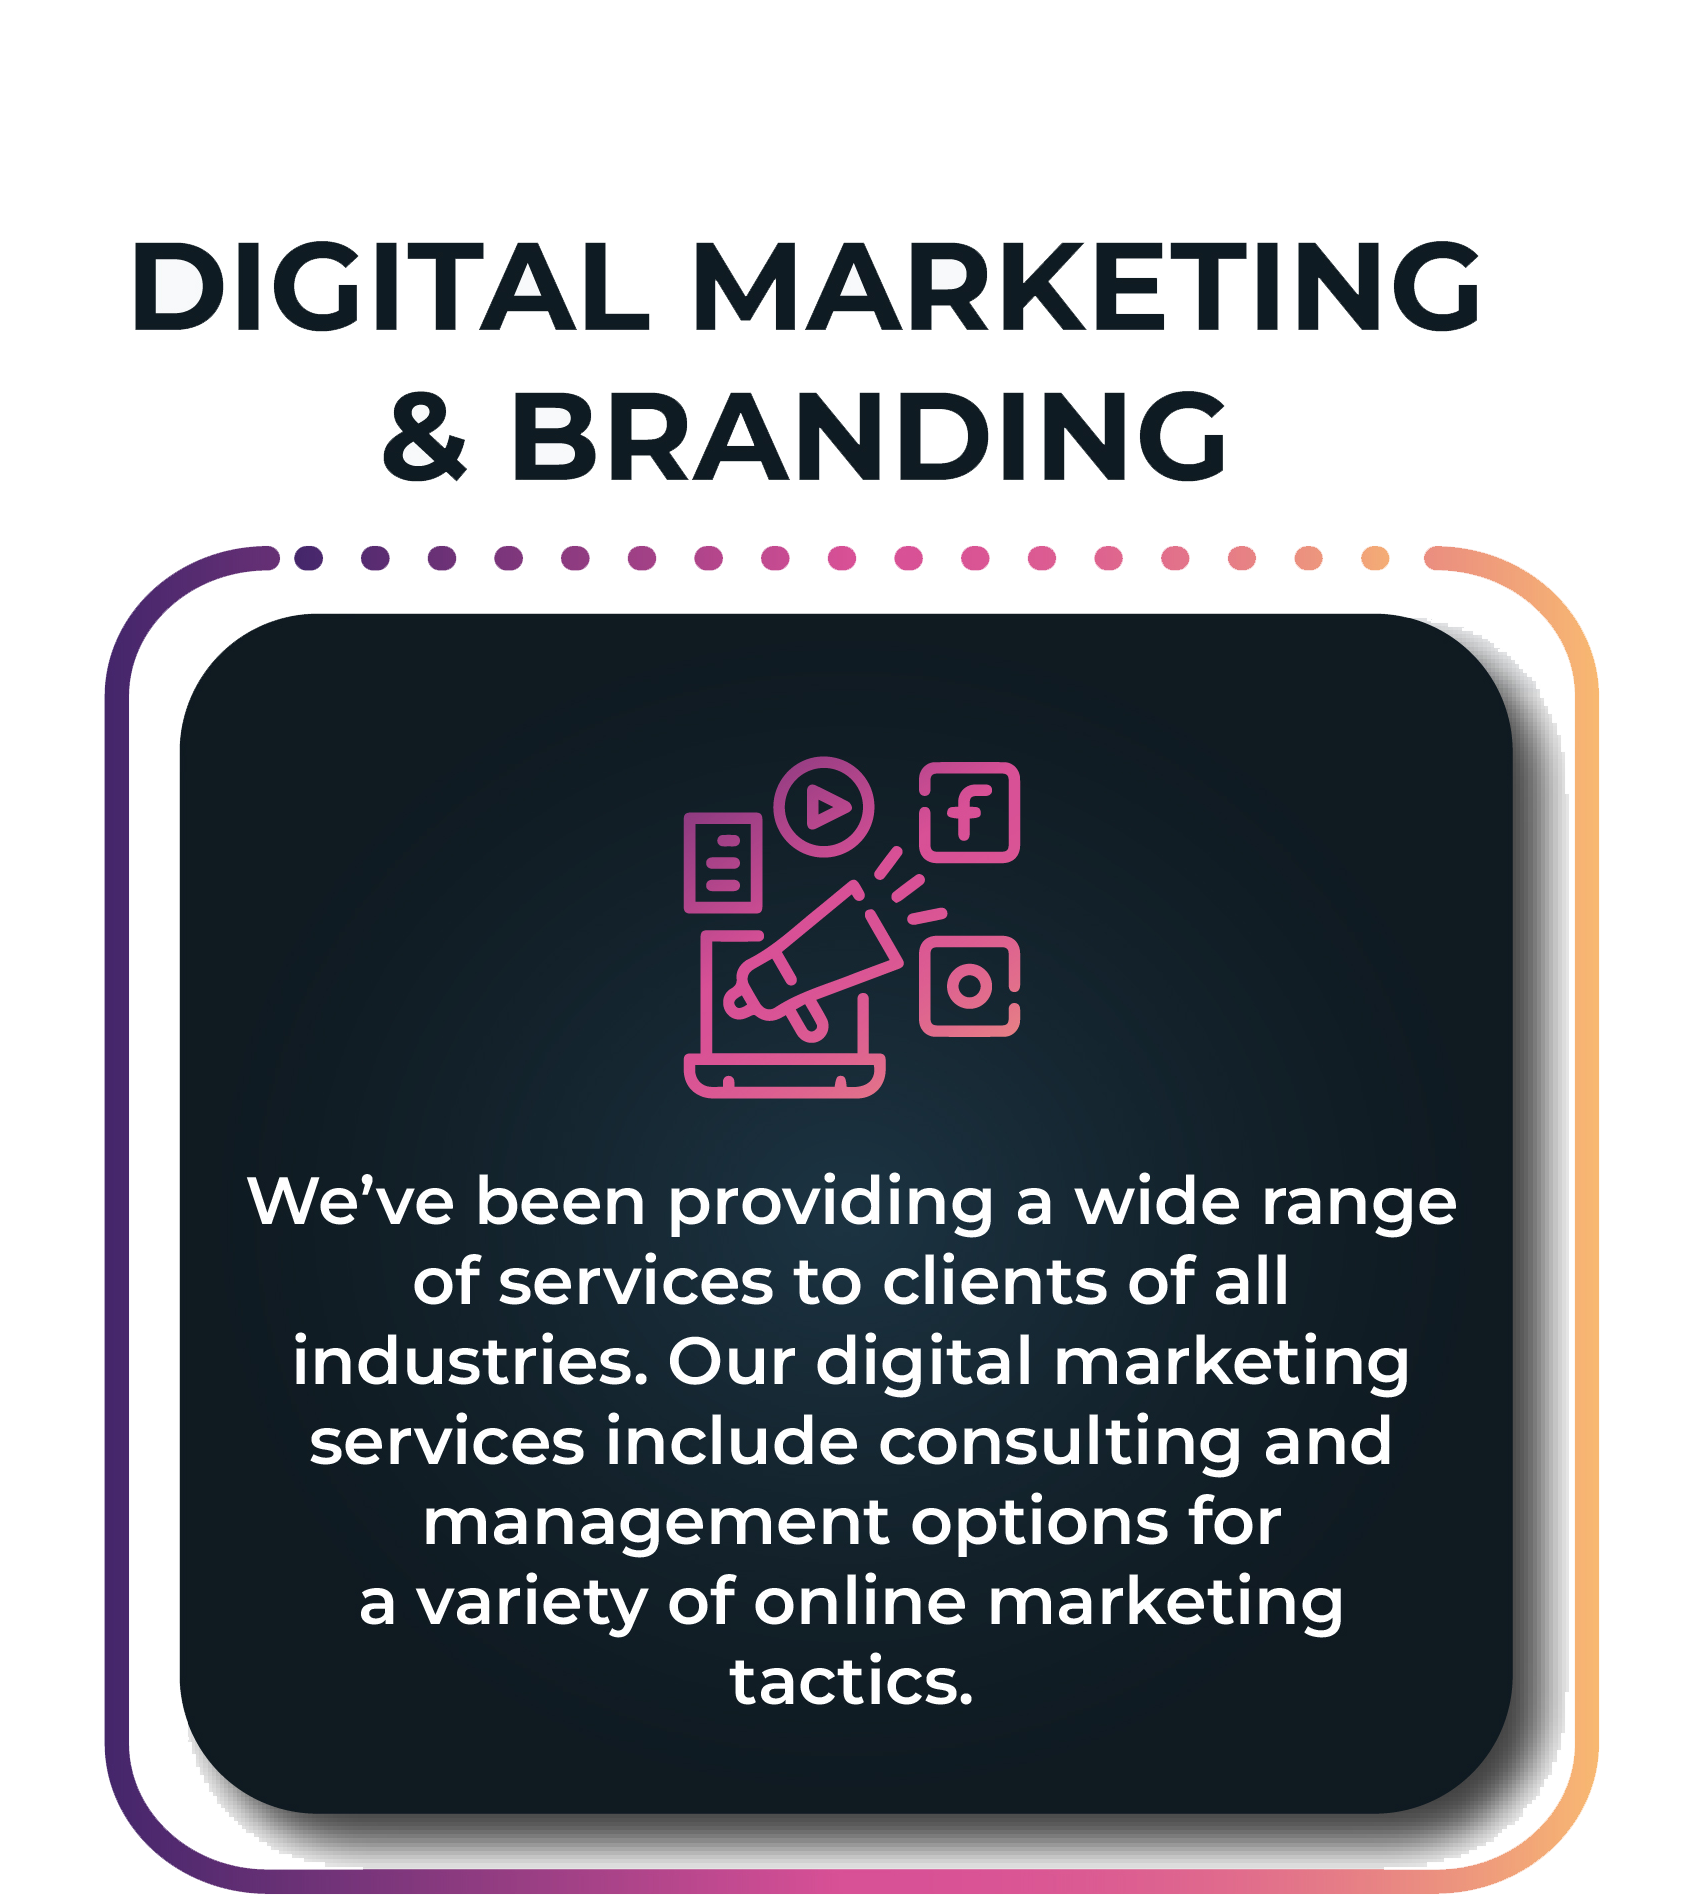 DIGITAL MARKETING
& BRANDING
f
We’ve been providing a wide range
of services to clients of all
industries. Our digital marketing
services include consulting and
management options for
a variety of online marketing
tactics.